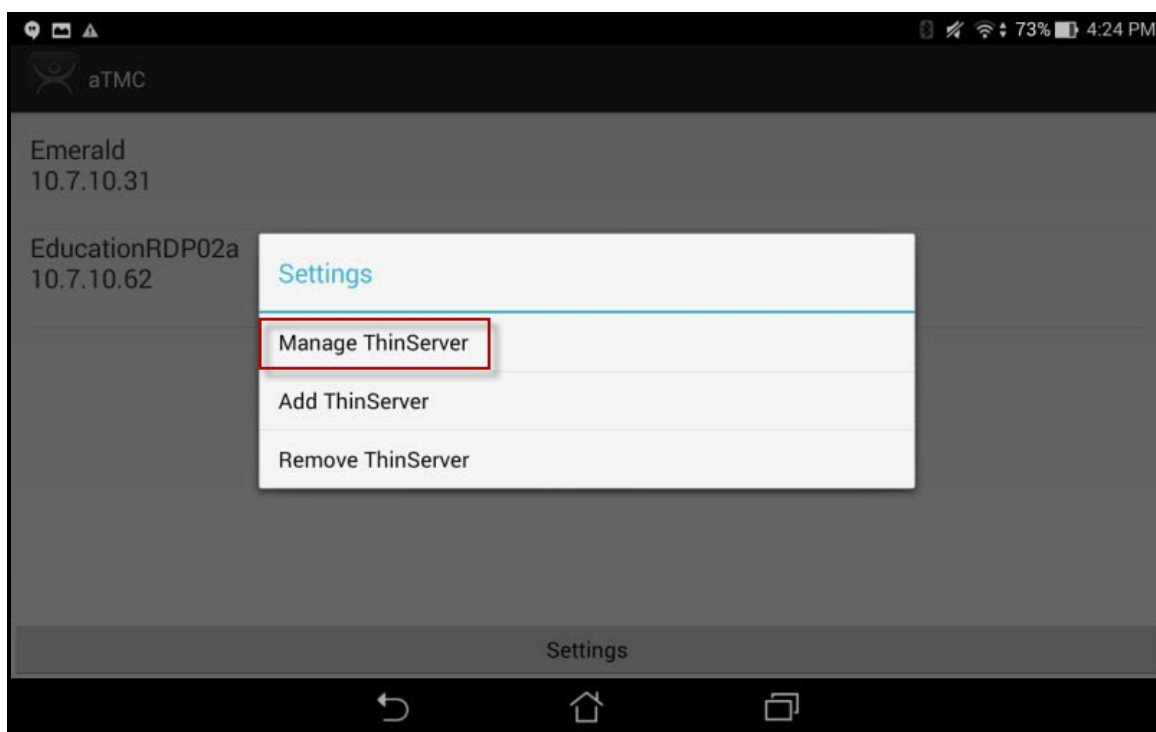 73% 4:24 PM
aTMC
Emerald
10.7.10.31
EducationRDP02a
10.7.10.62
Settings
Manage ThinServer
Add ThinServer
Remove ThinServer
Settings